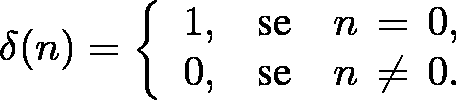 δ(n) = { 1, se n = 0,
0, se n ≠ 0.